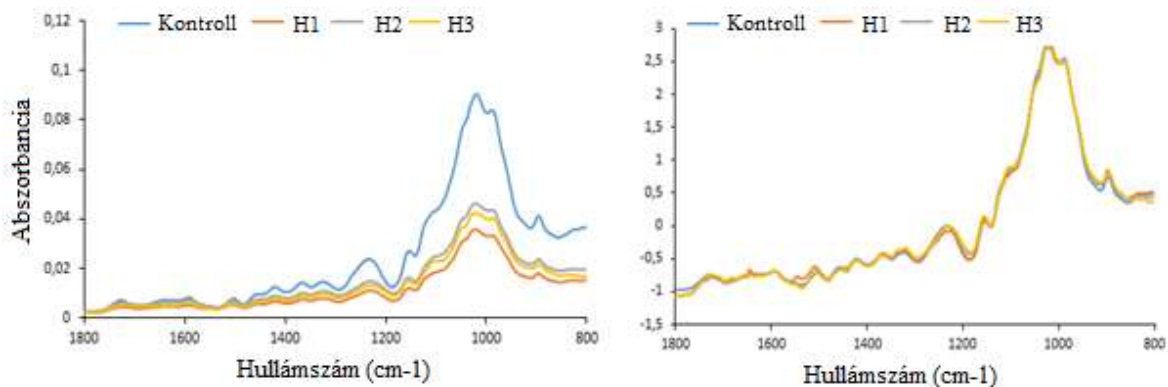 Kontroll H1 H2 H3
0,12
0,1
0,08
0,06
0,04
0,02
0
Abszorbancia
1800 1600 1400 1200 1000 800
Hullámszám (cm-1)
Kontroll H1 H2 H3
3
2,5
2
1,5
1
0,5
0
-0,5
-1
-1,5
1800 1600 1400 1200 1000 800
Hullámszám (cm-1)